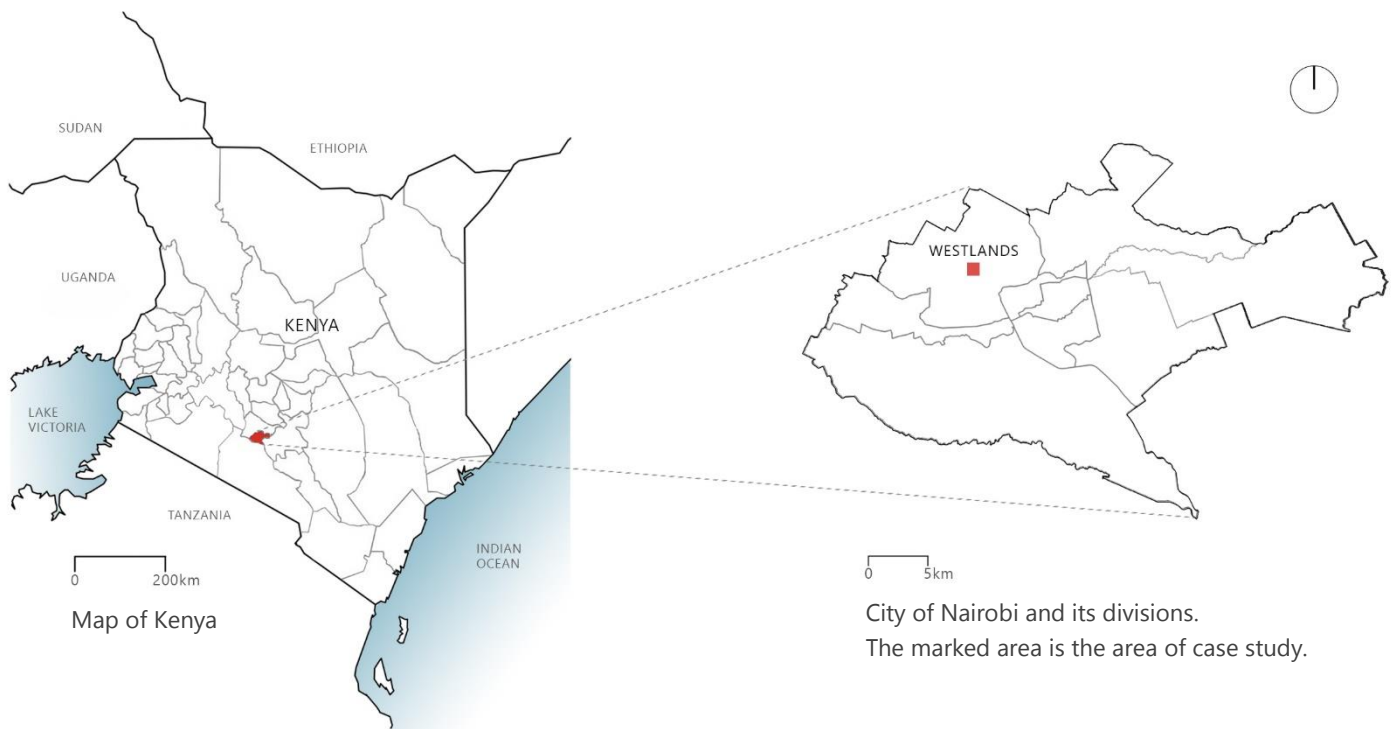 SUDAN
ETHIOPIA
UGANDA
KENYA
LAKE
VICTORIA
TANZANIA
INDIAN
OCEAN
0 200km
Map of Kenya
WESTLANDS
0 5km
City of Nairobi and its divisions.
The marked area is the area of case study.